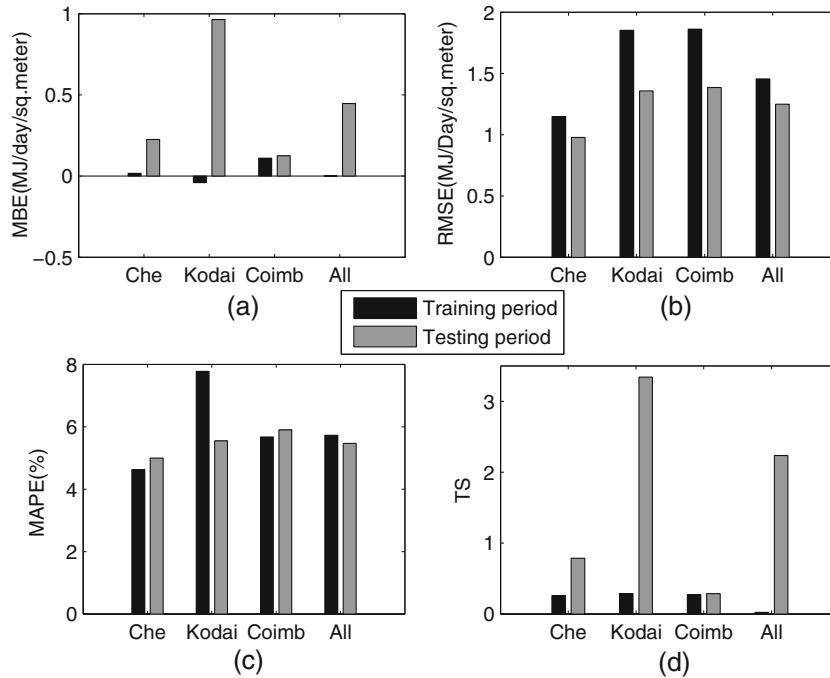 MBE(MJ/day/sq.meter)
1
0.5
0
−0.5
Che Kodai Coimb All
(a)
RMSE(MJ/Day/sq.meter)
2
1.5
1
0.5
0
Che Kodai Coimb All
(b)
Training period
Testing period
MAPE(%)
8
6
4
2
0
Che Kodai Coimb All
(c)
TS
3
2
1
0
Che Kodai Coimb All
(d)